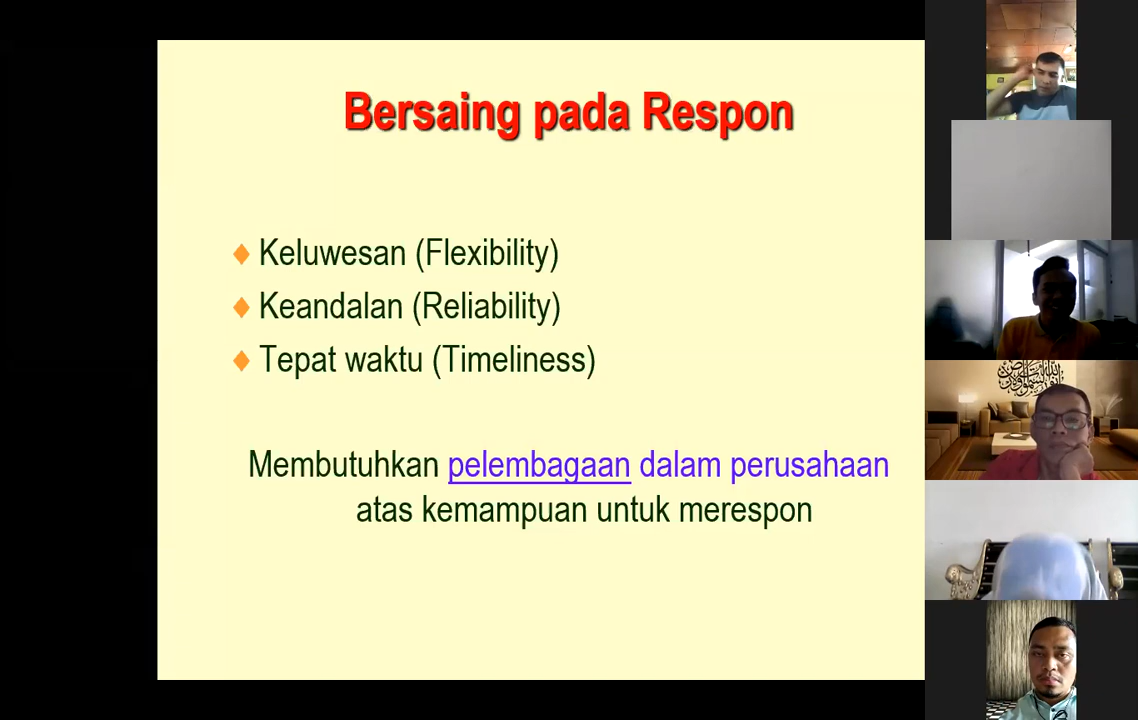 Bersaing pada Respon
Keluwesan (Flexibility)
Keandalan (Reliability)
Tepat waktu (Timeliness)
Membutuhkan pelembagaan dalam perusahaan
atas kemampuan untuk merespon